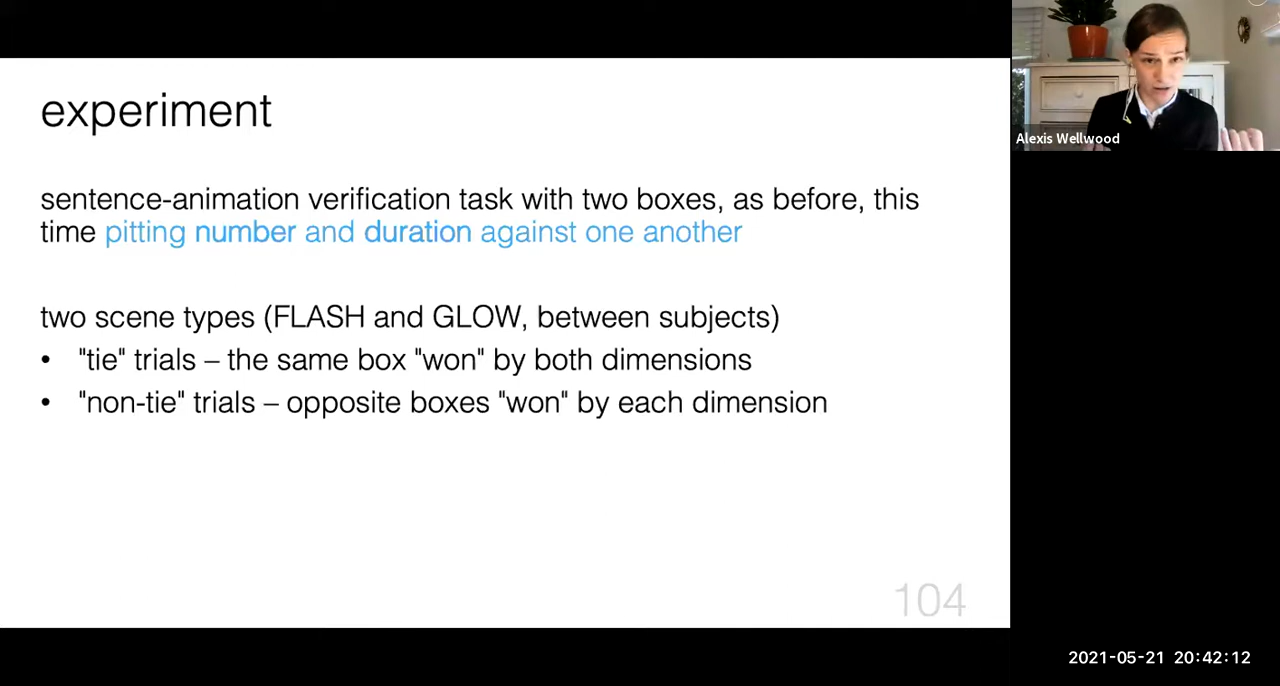 experiment
sentence-animation verification task with two boxes, as before, this
time pitting number and duration against one another
two scene types (FLASH and GLOW, between subjects)
• "tie" trials – the same box "won" by both dimensions
• "non-tie" trials – opposite boxes "won" by each dimension
104
Alexis Wellwood
2021-05-21 20:42:12